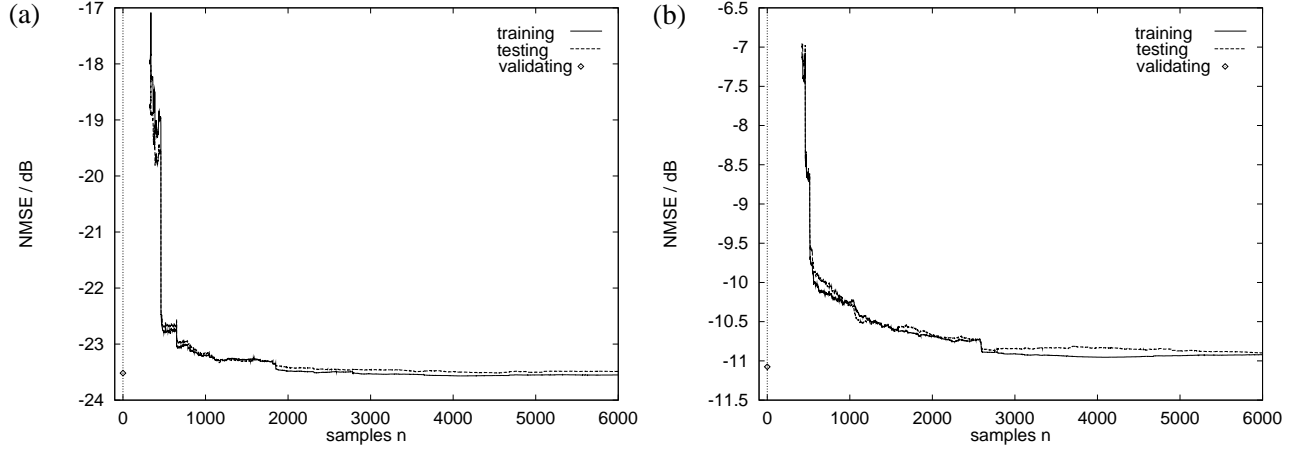 (a)
-17
-18
-19
-20
-21
-22
-23
-24
NMSE / dB
0 1000 2000 3000 4000 5000 6000
samples n
training
testing
validating
(b)
-6.5
-7
-7.5
-8
-8.5
-9
-9.5
-10
-10.5
-11
-11.5
NMSE / dB
0 1000 2000 3000 4000 5000 6000
samples n
training
testing
validating